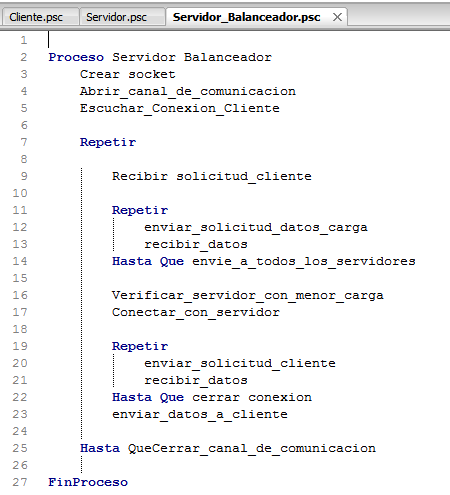 Cliente.psc Servidor.psc Servidor_Balanceador.psc
1
2 Proceso Servidor Balanceador
3 Crear socket
4 Abrir_canal_de_comunicacion
5 Escuchar_Conexion_Cliente
6
7 Repetir
8
9 Recibir solicitud_cliente
10
11 Repetir
12 enviar_solicitud_datos_carga
13 recibir_datos
14 Hasta Que envie_a_todos_los_servidores
15
16 Verificar_servidor_con_menor_carga
17 Conectar_con_servidor
18
19 Repetir
20 enviar_solicitud_cliente
21 recibir_datos
22 Hasta Que cerrar conexion
23 enviar_datos_a_cliente
24
25 Hasta QueCerrar_canal_de_comunicacion
26
27 FinProceso